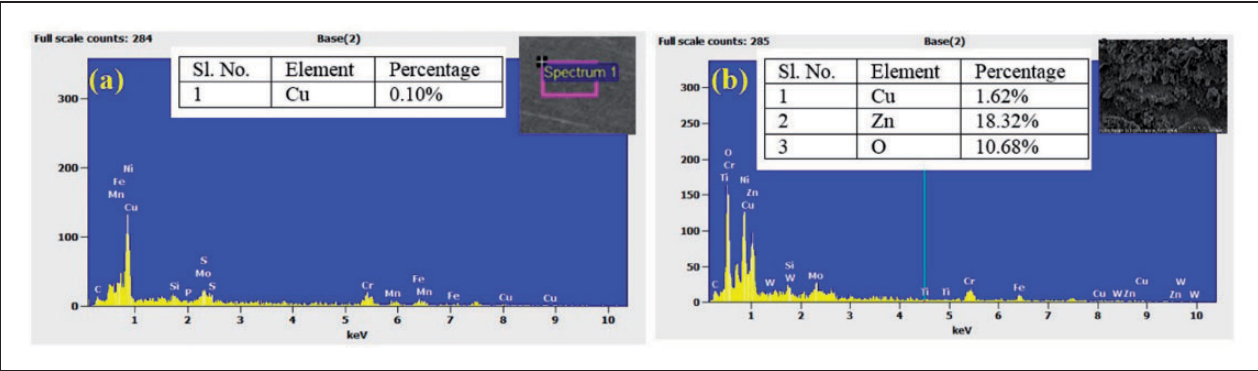 Full scale counts: 284
Base(2)
(a)
Sl. No. Element Percentage
1 Cu 0.10%
Spectrum 1
300
200
100
0
Ni
Fe
Mn
Cu
C
Si
P
S
Mo
S
Cr
Mn
Fe
Mn
Fe
Cu
Cu
1 2 3 4 5 6 7 8 9 10
keV
Full scale counts: 285
Base(2)
(b)
Sl. No. Element Percentage
1 Cu 1.62%
2 Zn 18.32%
3 O 10.68%
300
250
200
150
100
50
0
O
Cr
Ti
Ni
Zn
Cu
C
W
Si
W
Mo
Ti
Ti
Cr
Fe
Cu
Cu
W Zn
W
Zn
W
1 2 3 4 5 6 7 8 9 10
keV